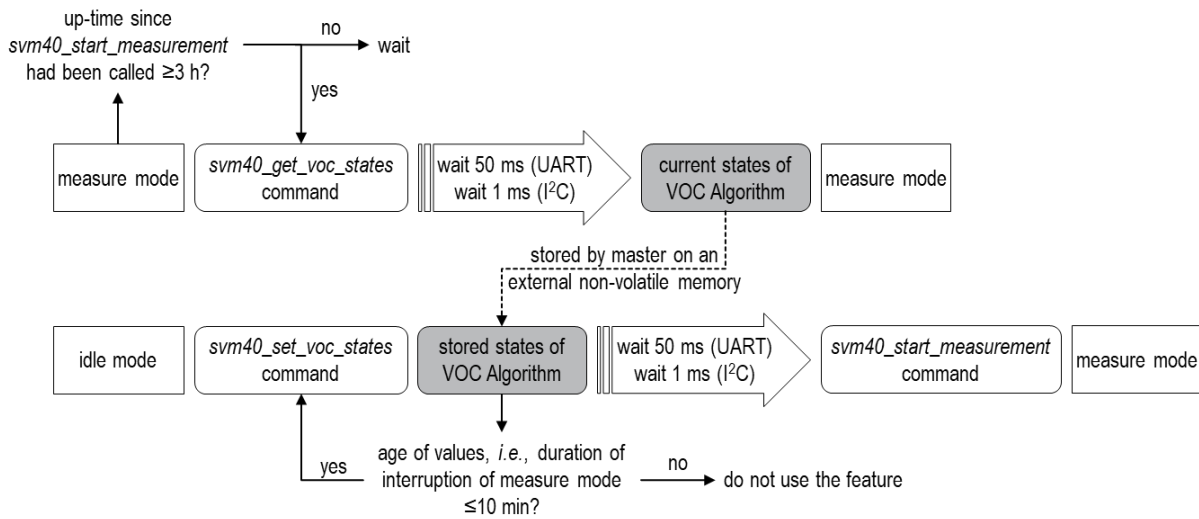 up-time since
svm40_start_measurement
had been called ≥3 h?
no
wait
yes
measure mode
svm40_get_voc_states
command
wait 50 ms (UART)
wait 1 ms (I²C)
current states of
VOC Algorithm
measure mode
stored by master on an
external non-volatile memory
idle mode
svm40_set_voc_states
command
stored states of
VOC Algorithm
wait 50 ms (UART)
wait 1 ms (I²C)
svm40_start_measurement
command
measure mode
yes
age of values, i.e., duration of
interruption of measure mode
≤10 min?
no
do not use the feature